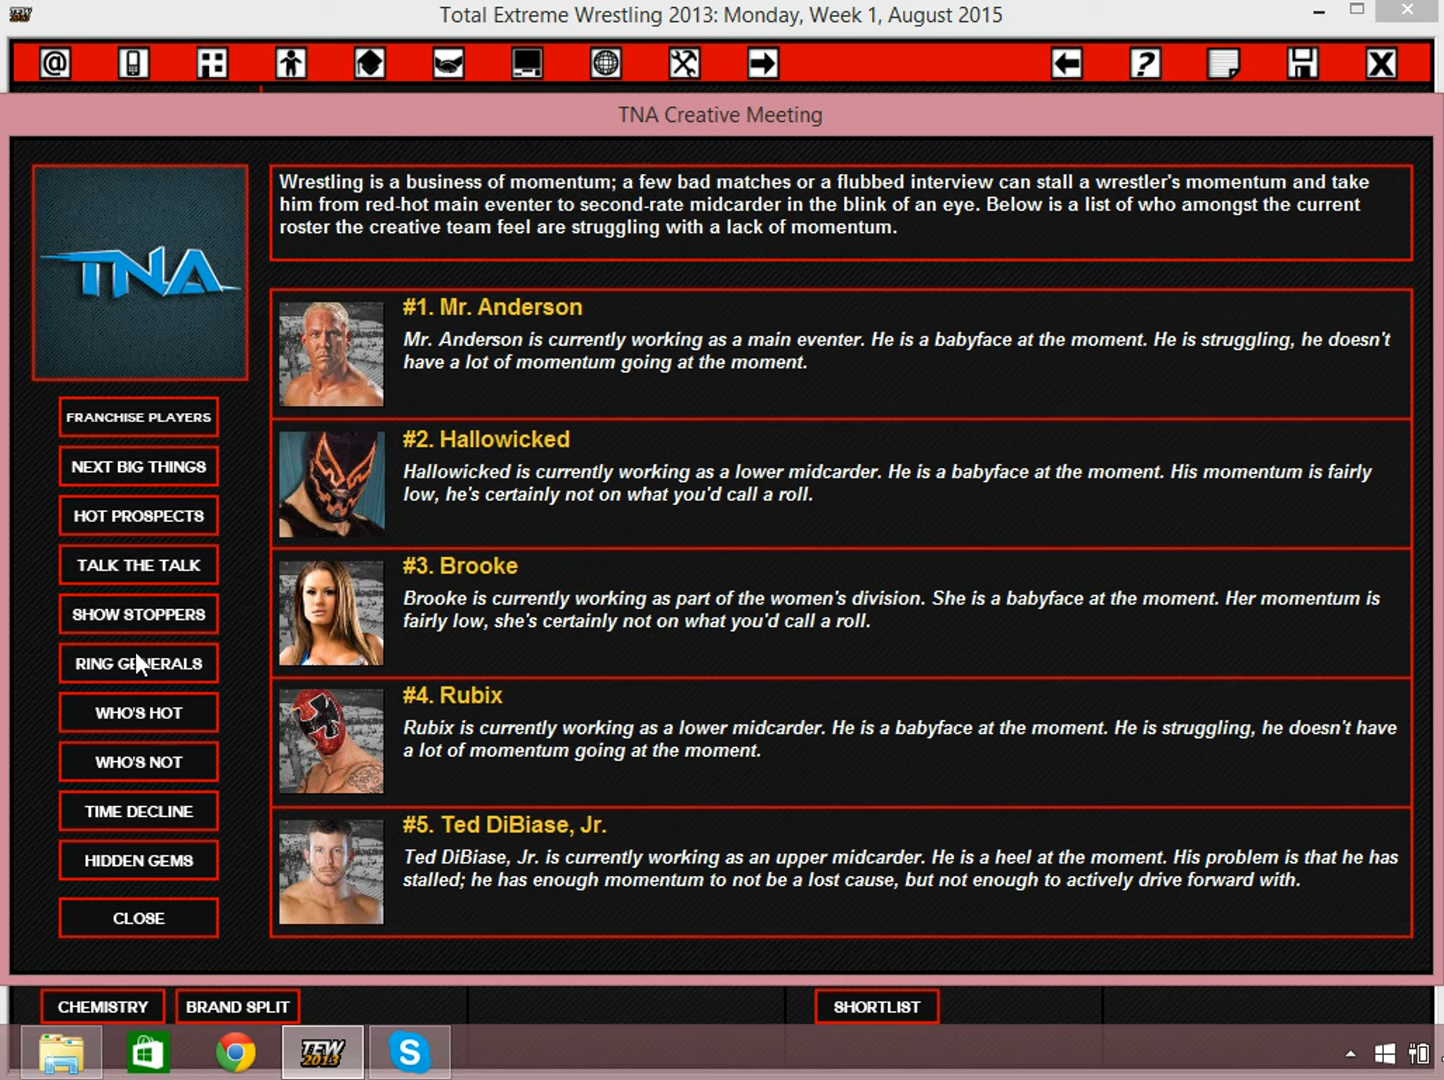 Total Extreme Wrestling 2013: Monday, Week 1, August 2015
TNA Creative Meeting
TNA
Wrestling is a business of momentum; a few bad matches or a flubbed interview can stall a wrestler's momentum and take
him from red-hot main eventer to second-rate midcarder in the blink of an eye. Below is a list of who amongst the current
roster the creative team feel are struggling with a lack of momentum.
#1. Mr. Anderson
Mr. Anderson is currently working as a main eventer. He is a babyface at the moment. He is struggling, he doesn't
have a lot of momentum going at the moment.
#2. Hallowicked
Hallowicked is currently working as a lower midcarder. He is a babyface at the moment. His momentum is fairly
low, he's certainly not on what you'd call a roll.
#3. Brooke
Brooke is currently working as part of the women's division. She is a babyface at the moment. Her momentum is
fairly low, she's certainly not on what you'd call a roll.
#4. Rubix
Rubix is currently working as a lower midcarder. He is a babyface at the moment. He is struggling, he doesn't have
a lot of momentum going at the moment.
#5. Ted DiBiase, Jr.
Ted DiBiase, Jr. is currently working as an upper midcarder. He is a heel at the moment. His problem is that he has
stalled; he has enough momentum to not be a lost cause, but not enough to actively drive forward with.
FRANCHISE PLAYERS
NEXT BIG THINGS
HOT PROSPECTS
TALK THE TALK
SHOW STOPPERS
RING GENERALS
WHO'S HOT
WHO'S NOT
TIME DECLINE
HIDDEN GEMS
CLOSE
CHEMISTRY
BRAND SPLIT
SHORTLIST
TEW
2013